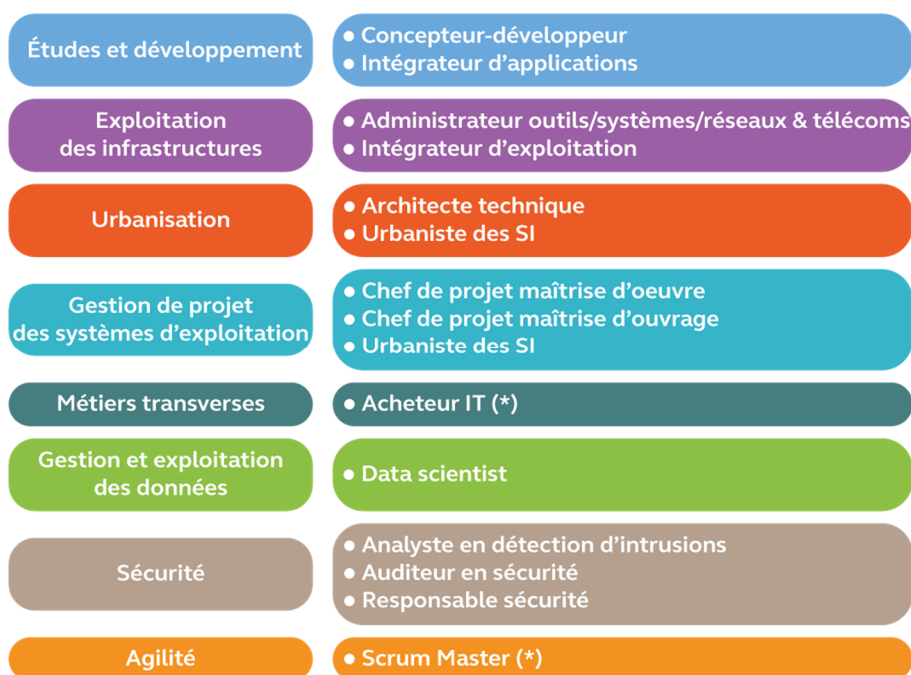 Études et développement
• Concepteur-développeur
• Intégrateur d'applications
Exploitation
des infrastructures
• Administrateur outils/systèmes/réseaux & télécoms
• Intégrateur d'exploitation
Urbanisation
• Architecte technique
• Urbaniste des SI
Gestion de projet
des systèmes d'exploitation
• Chef de projet maîtrise d'oeuvre
• Chef de projet maîtrise d'ouvrage
• Urbaniste des SI
Métiers transverses
• Acheteur IT (*)
Gestion et exploitation
des données
• Data scientist
Sécurité
• Analyste en détection d'intrusions
• Auditeur en sécurité
• Responsable sécurité
Agilité
• Scrum Master (*)